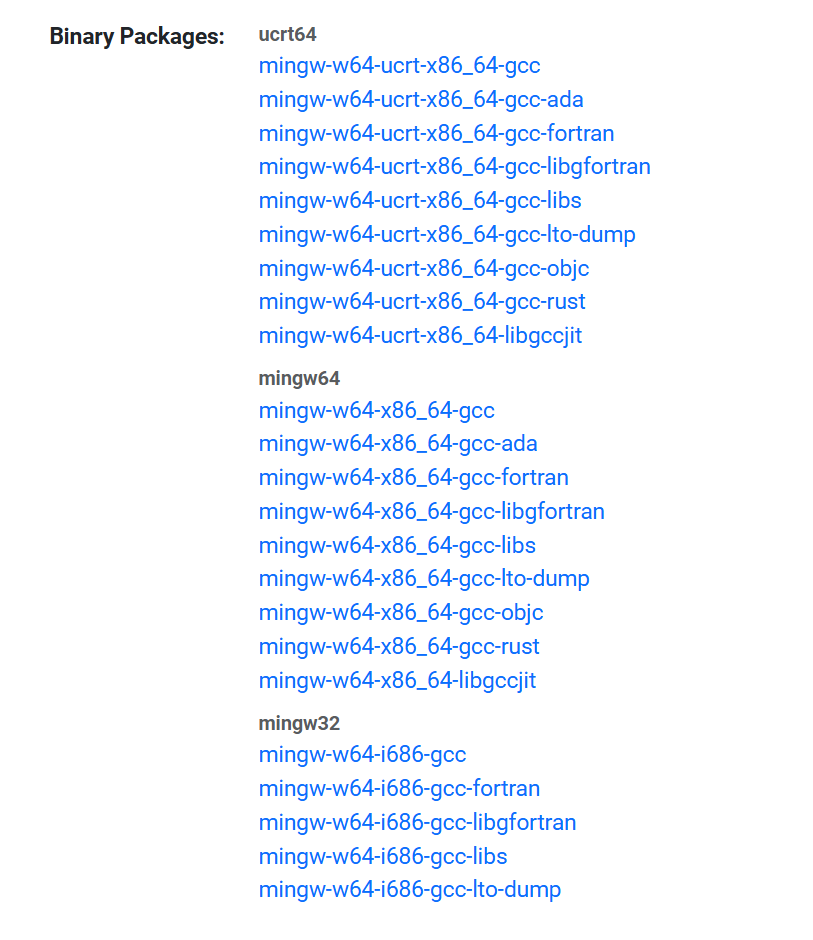 Binary Packages:
ucrt64
mingw-w64-ucrt-x86_64-gcc
mingw-w64-ucrt-x86_64-gcc-ada
mingw-w64-ucrt-x86_64-gcc-fortran
mingw-w64-ucrt-x86_64-gcc-libgfortran
mingw-w64-ucrt-x86_64-gcc-libs
mingw-w64-ucrt-x86_64-gcc-lto-dump
mingw-w64-ucrt-x86_64-gcc-objc
mingw-w64-ucrt-x86_64-gcc-rust
mingw-w64-ucrt-x86_64-libgccjit
mingw64
mingw-w64-x86_64-gcc
mingw-w64-x86_64-gcc-ada
mingw-w64-x86_64-gcc-fortran
mingw-w64-x86_64-gcc-libgfortran
mingw-w64-x86_64-gcc-libs
mingw-w64-x86_64-gcc-lto-dump
mingw-w64-x86_64-gcc-objc
mingw-w64-x86_64-gcc-rust
mingw-w64-x86_64-libgccjit
mingw32
mingw-w64-i686-gcc
mingw-w64-i686-gcc-fortran
mingw-w64-i686-gcc-libgfortran
mingw-w64-i686-gcc-libs
mingw-w64-i686-gcc-lto-dump